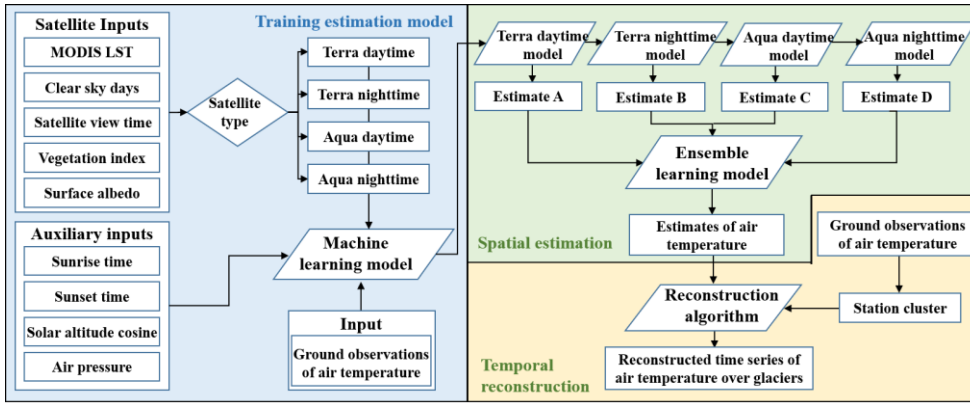 Training estimation model
Satellite Inputs
MODIS LST
Clear sky days
Satellite view time
Vegetation index
Surface albedo
Satellite
type
Terra daytime
Terra nighttime
Aqua daytime
Aqua nighttime
Auxiliary inputs
Sunrise time
Sunset time
Solar altitude cosine
Air pressure
Machine
learning model
Input
Ground observations
of air temperature
Terra daytime
model
Terra nighttime
model
Aqua daytime
model
Aqua nighttime
model
Estimate A
Estimate B
Estimate C
Estimate D
Ensemble
learning model
Estimates of air
temperature
Spatial estimation
Ground observations
of air temperature
Station cluster
Reconstruction
algorithm
Reconstructed time series of
air temperature over glaciers
Temporal
reconstruction